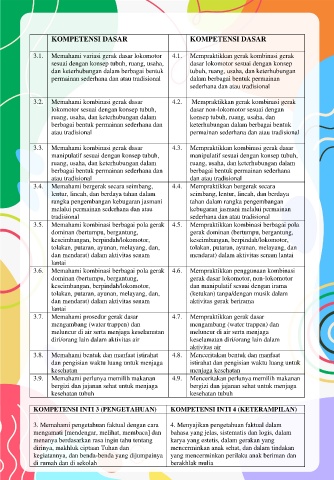 KOMPETENSI DASAR
KOMPETENSI DASAR
3.1. Memahami variasi gerak dasar lokomotor
sesuai dengan konsep tubuh, ruang, usaha,
dan keterhubungan dalam berbagai bentuk
permainan sederhana dan atau tradisional
4.1. Mempraktikkan gerak kombinasi gerak
dasar lokomotor sesuai dengan konsep
tubuh, ruang, usaha, dan keterhubungan
dalam berbagai bentuk permainan
sederhana dan atau tradisional
3.2. Memahami kombinasi gerak dasar
lokomotor sesuai dengan konsep tubuh,
ruang, usaha, dan keterhubungan dalam
berbagai bentuk permainan sederhana dan
atau tradisional
4.2. Mempraktikkan gerak kombinasi gerak
dasar non-lokomotor sesuai dengan
konsep tubuh, ruang, usaha, dan
keterhubungan dalam berbagai bentuk
permainan sederhana dan atau tradisional
3.3. Memahami kombinasi gerak dasar
manipulatif sesuai dengan konsep tubuh,
ruang, usaha, dan keterhubungan dalam
berbagai bentuk permainan sederhana dan
atau tradisional
4.3. Mempraktikkan kombinasi gerak dasar
manipulatif sesuai dengan konsep tubuh,
ruang, usaha, dan keterhubungan dalam
berbagai bentuk permainan sederhana
dan atau tradisional
3.4. Memahami bergerak secara seimbang,
lentur, lincah, dan berdaya tahan dalam
rangka pengembangan kebugaran jasmani
melalui permainan sederhana dan atau
tradisional
4.4. Mempraktikkan bergerak secara
seimbang, lentur, lincah, dan berdaya
tahan dalam rangka pengembangan
kebugaran jasmani melalui permainan
sederhana dan atau tradisional
3.5. Memahami kombinasi berbagai pola gerak
dominan (bertumpu, bergantung,
keseimbangan, berpindah/lokomotor,
tolakan, putaran, ayunan, melayang, dan,
dan mendarat) dalam aktivitas senam
lantai
4.5. Mempraktikkan kombinasi berbagai pola
gerak dominan (bertumpu, bergantung,
keseimbangan, berpindah/lokomotor,
tolakan, putaran, ayunan, melayang, dan
mendarat) dalam aktivitas senam lantai
3.6. Memahami kombinasi berbagai pola gerak
dominan (bertumpu, bergantung,
keseimbangan, berpindah/lokomotor,
tolakan, putaran, ayunan, melayang, dan,
dan mendarat) dalam aktivitas senam
lantai
4.6. Mempraktikkan penggunaan kombinasi
gerak dasar lokomotor, non-lokomotor
dan manipulatif sesuai dengan irama
(ketukan) tanpa/dengan musik dalam
aktivitas gerak berirama
3.7. Memahami prosedur gerak dasar
mengambang (water trappen) dan
meluncur di air serta menjaga keselamatan
diri/orang lain dalam aktivitas air
4.7. Mempraktikkan gerak dasar
mengambang (water trappen) dan
meluncur di air serta menjaga
keselamatan diri/orang lain dalam
aktivitas air
3.8. Memahami bentuk dan manfaat istirahat
dan pengisian waktu luang untuk menjaga
kesehatan
4.8. Menceritakan bentuk dan manfaat
istirahat dan pengisian waktu luang untuk
menjaga kesehatan
3.9. Memahami perlunya memilih makanan
bergizi dan jajanan sehat untuk menjaga
kesehatan tubuh
4.9. Menceritakan perlunya memilih makanan
bergizi dan jajanan sehat untuk menjaga
kesehatan tubuh
KOMPETENSI INTI 3 (PENGETAHUAN)
KOMPETENSI INTI 4 (KETERAMPILAN)
3. Memahami pengetahuan faktual dengan cara
mengamati [mendengar, melihat, membaca] dan
menanya berdasarkan rasa ingin tahu tentang
dirinya, makhluk ciptaan Tuhan dan
kegiatannya, dan benda-benda yang dijumpainya
di rumah dan di sekolah
4. Menyajikan pengetahuan faktual dalam
bahasa yang jelas, sistematis dan logis, dalam
karya yang estetis, dalam gerakan yang
mencerminkan anak sehat, dan dalam tindakan
yang mencerminkan perilaku anak beriman dan
berakhlak mulia